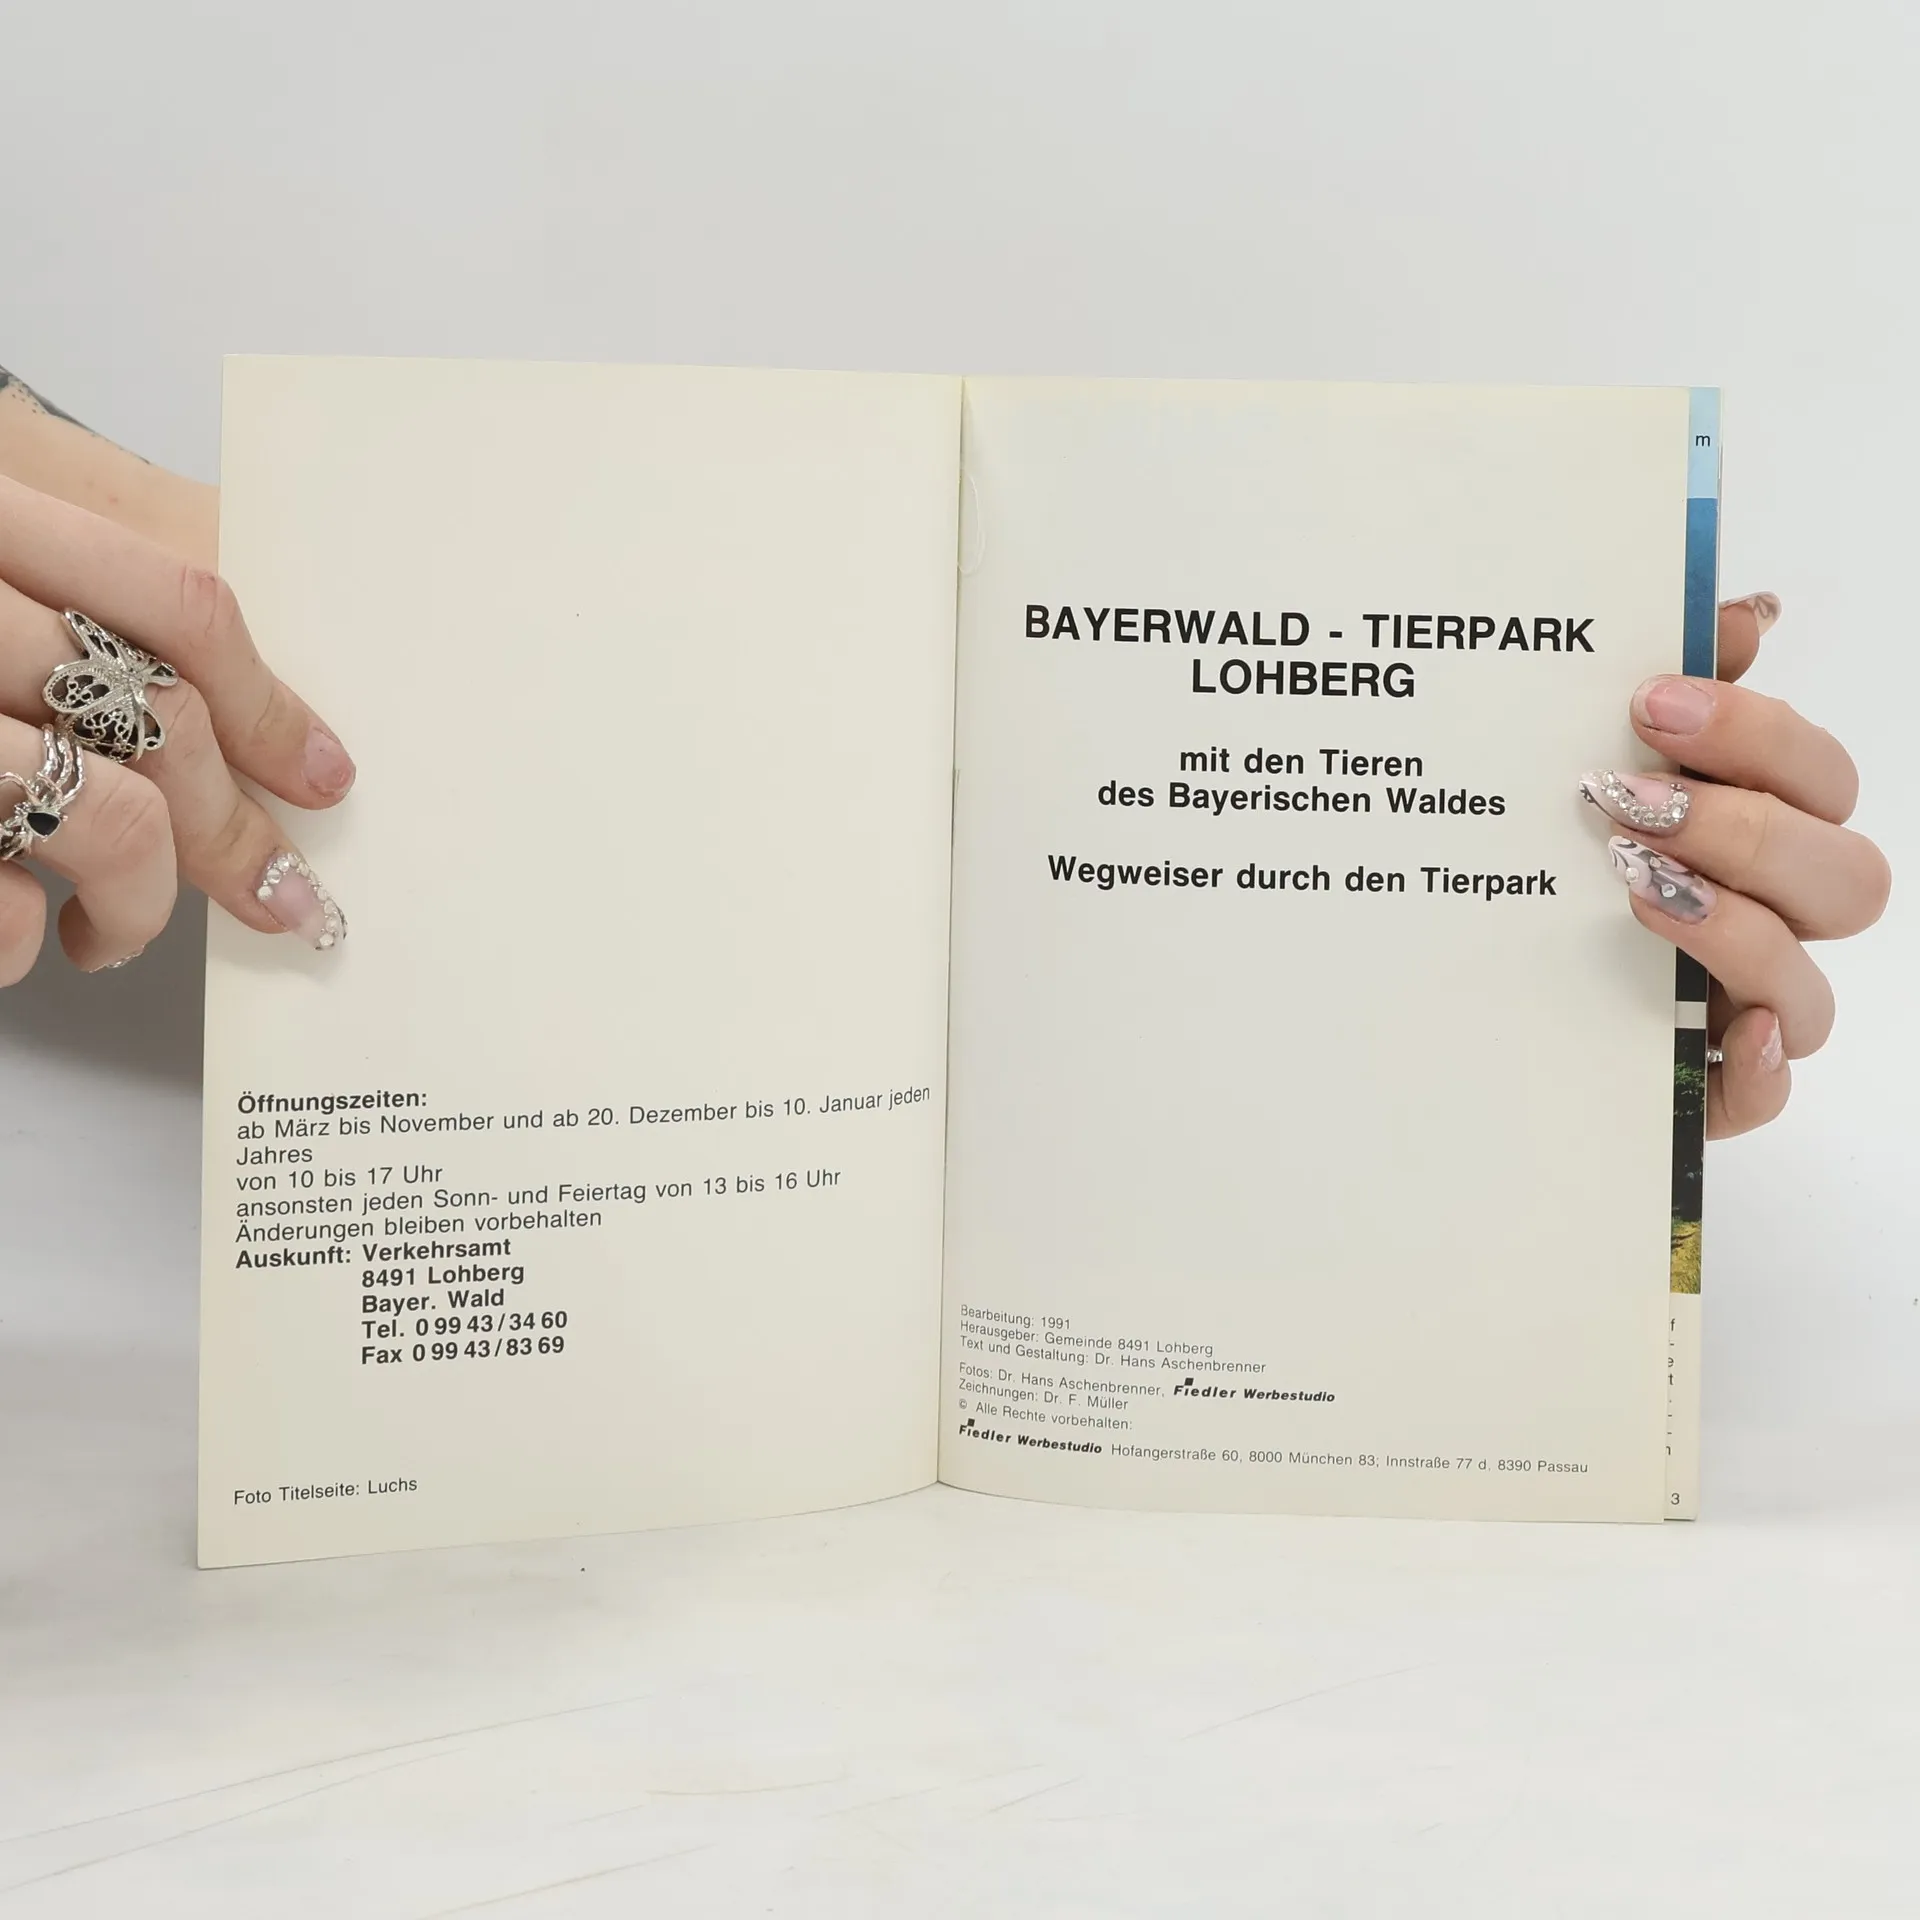 Öffnungszeiten:
ab März bis November und ab 20. Dezember bis 10. Januar jeden
Jahres
von 10 bis 17 Uhr
ansonsten jeden Sonn- und Feiertag von 13 bis 16 Uhr
Änderungen bleiben vorbehalten
Auskunft: Verkehrsamt
8491 Lohberg
Bayer. Wald
Tel. 0 99 43/34 60
Fax 0 99 43/83 69
Foto Titelseite: Luchs
BAYERWALD - TIERPARK
LOHBERG
mit den Tieren
des Bayerischen Waldes
Wegweiser durch den Tierpark
Bearbeitung: 1991
Herausgeber: Gemeinde 8491 Lohberg
Text und Gestaltung: Dr. Hans Aschenbrenner
Fotos: Dr. Hans Aschenbrenner, Fiedler Werbestudio
Zeichnungen: Dr. F. Müller
© Alle Rechte vorbehalten:
Fiedler Werbestudio Hofangerstraße 60, 8000 München 83; Innstraße 77 d, 8390 Passau
m
3